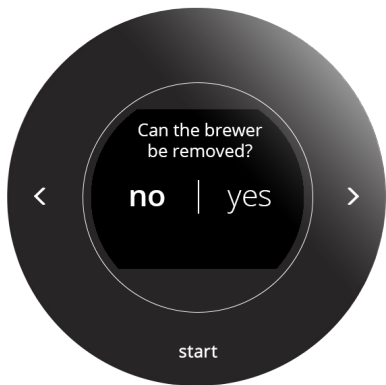 Can the brewer
be removed?
no | yes
start